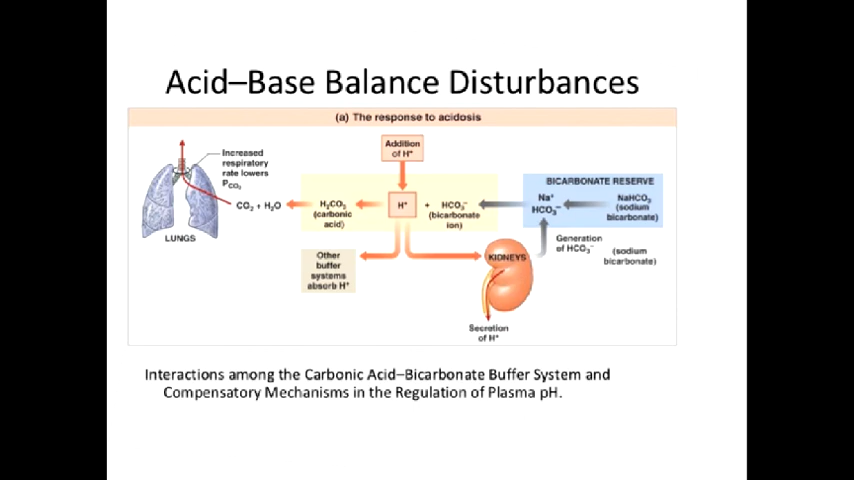 Acid–Base Balance Disturbances
(a) The response to acidosis
Addition
of H⁺
Increased
respiratory
rate lowers
P_CO₂
CO₂ + H₂O
LUNGS
H₂CO₃
(carbonic
acid)
H⁺
+ HCO₃⁻
(bicarbonate
ion)
BICARBONATE RESERVE
Na⁺
HCO₃⁻
NaHCO₃
(sodium
bicarbonate)
Other
buffer
systems
absorb H⁺
KIDNEYS
Generation
of HCO₃⁻
(sodium
bicarbonate)
Secretion
of H⁺
Interactions among the Carbonic Acid–Bicarbonate Buffer System and
Compensatory Mechanisms in the Regulation of Plasma pH.